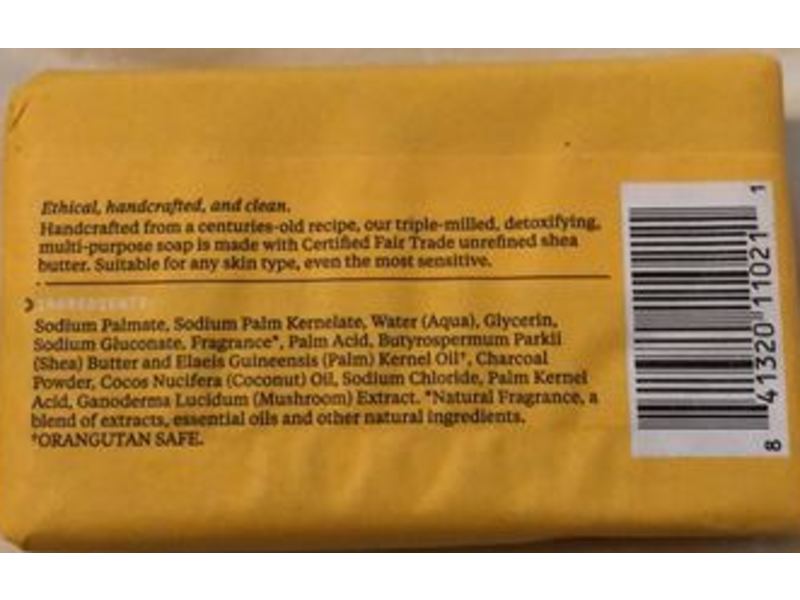 Ethical, handcrafted, and clean.
Handcrafted from a centuries-old recipe, our triple-milled, detoxifying,
multi-purpose soap is made with Certified Fair Trade unrefined shea
butter. Suitable for any skin type, even the most sensitive.
INGREDIENTS:
Sodium Palmate, Sodium Palm Kernelate, Water (Aqua), Glycerin,
Sodium Gluconate, Fragrance*, Palm Acid, Butyrospermum Parkii
(Shea) Butter and Elaeis Guineensis (Palm) Kernel Oil†, Charcoal
Powder, Cocos Nucifera (Coconut) Oil, Sodium Chloride, Palm Kernel
Acid, Ganoderma Lucidum (Mushroom) Extract. *Natural Fragrance, a
blend of extracts, essential oils and other natural ingredients.
†ORANGUTAN SAFE.
8 41320 11021 1